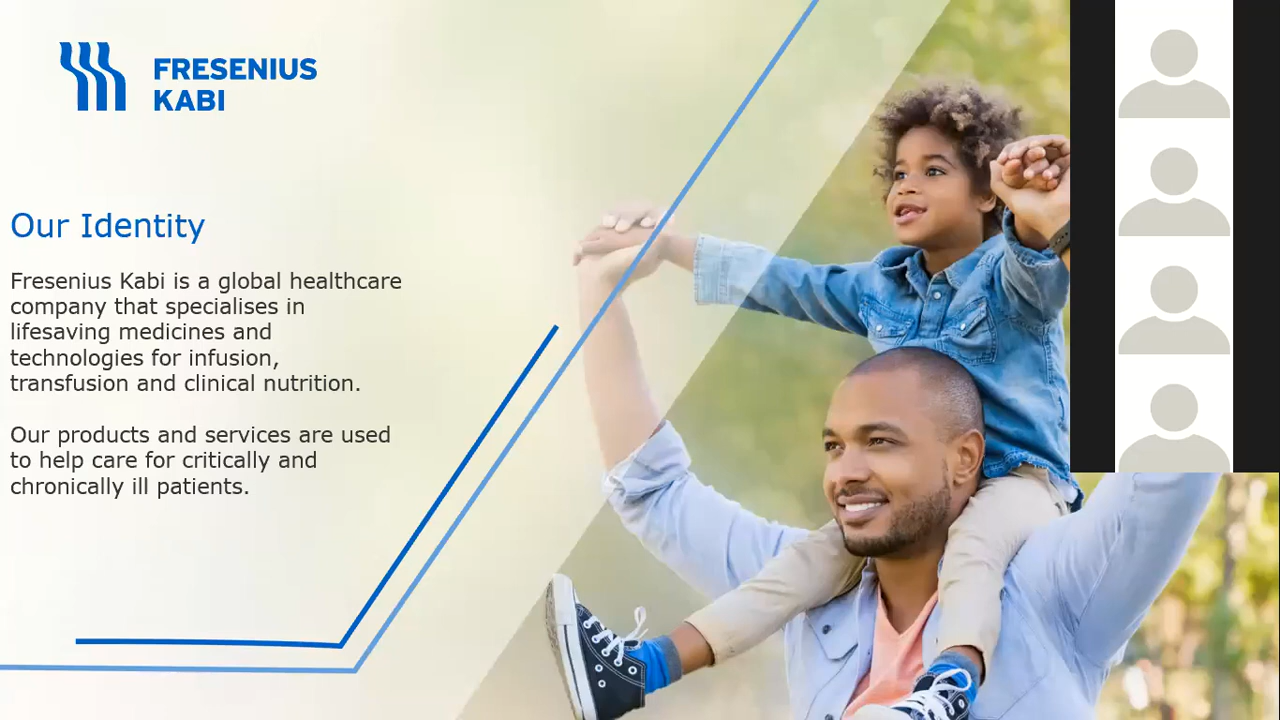 FRESENIUS
KABI
Our Identity
Fresenius Kabi is a global healthcare
company that specialises in
lifesaving medicines and
technologies for infusion,
transfusion and clinical nutrition.
Our products and services are used
to help care for critically and
chronically ill patients.